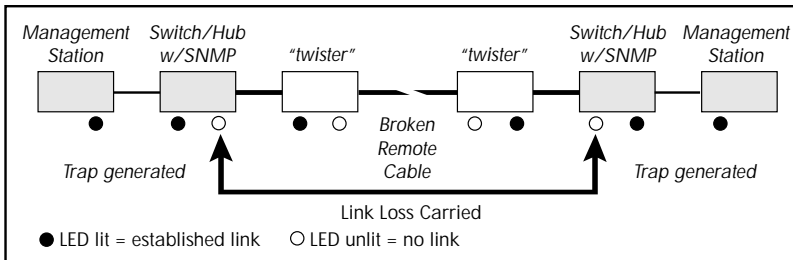 Management
Station
Switch/Hub
w/SNMP
“twister”
“twister”
Switch/Hub
w/SNMP
Management
Station
Broken
Remote
Cable
Trap generated
Trap generated
Link Loss Carried
LED lit = established link
LED unlit = no link